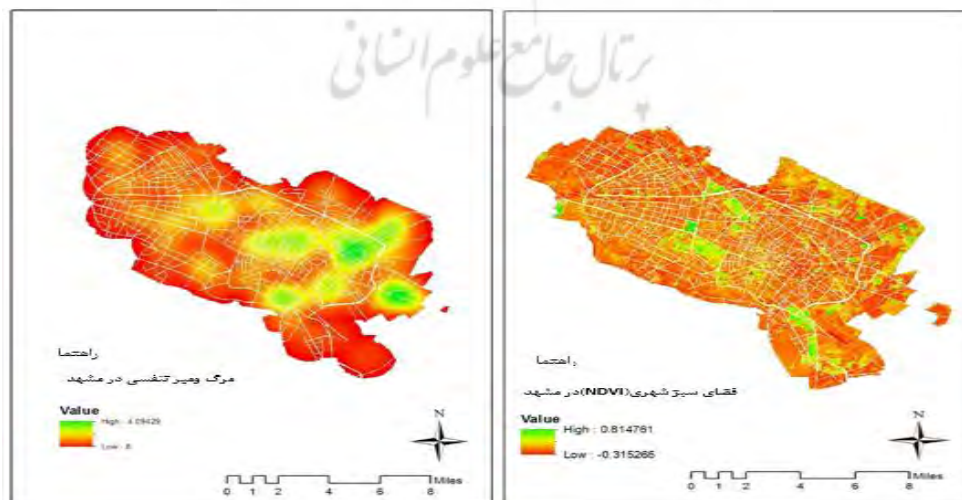 پرتال جامع علوم انسانی
راهنما
مرگ ومیر تنفسی در مشهد
Value
High : 4.09429
Low : 0
N
Miles
0 1 2 4 6 8
راهنما
فضای سبز شهری(NDVI)در مشهد
Value
High : 0.814761
Low : -0.315265
N
Miles
0 1 2 4 6 8